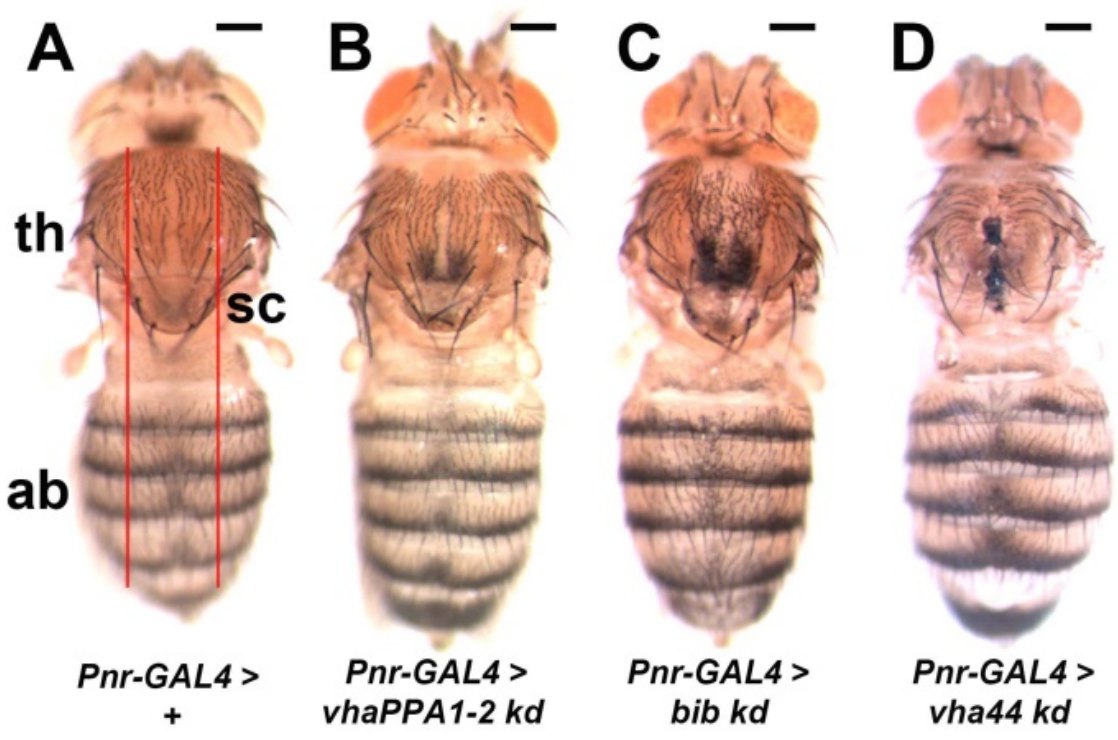 A
B
C
D
th
sc
ab
Pnr-GAL4 >
+
Pnr-GAL4 >
vhaPPA1-2 kd
Pnr-GAL4 >
bib kd
Pnr-GAL4 >
vha44 kd